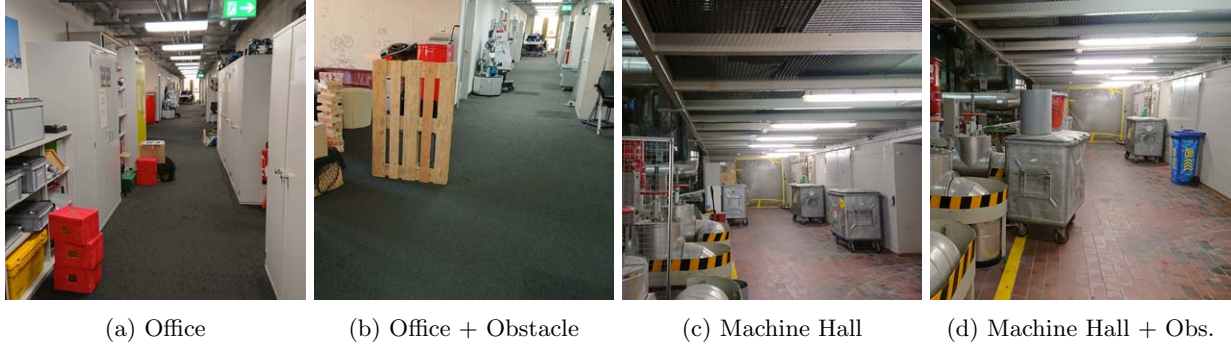 (a) Office
(b) Office + Obstacle
(c) Machine Hall
(d) Machine Hall + Obs.